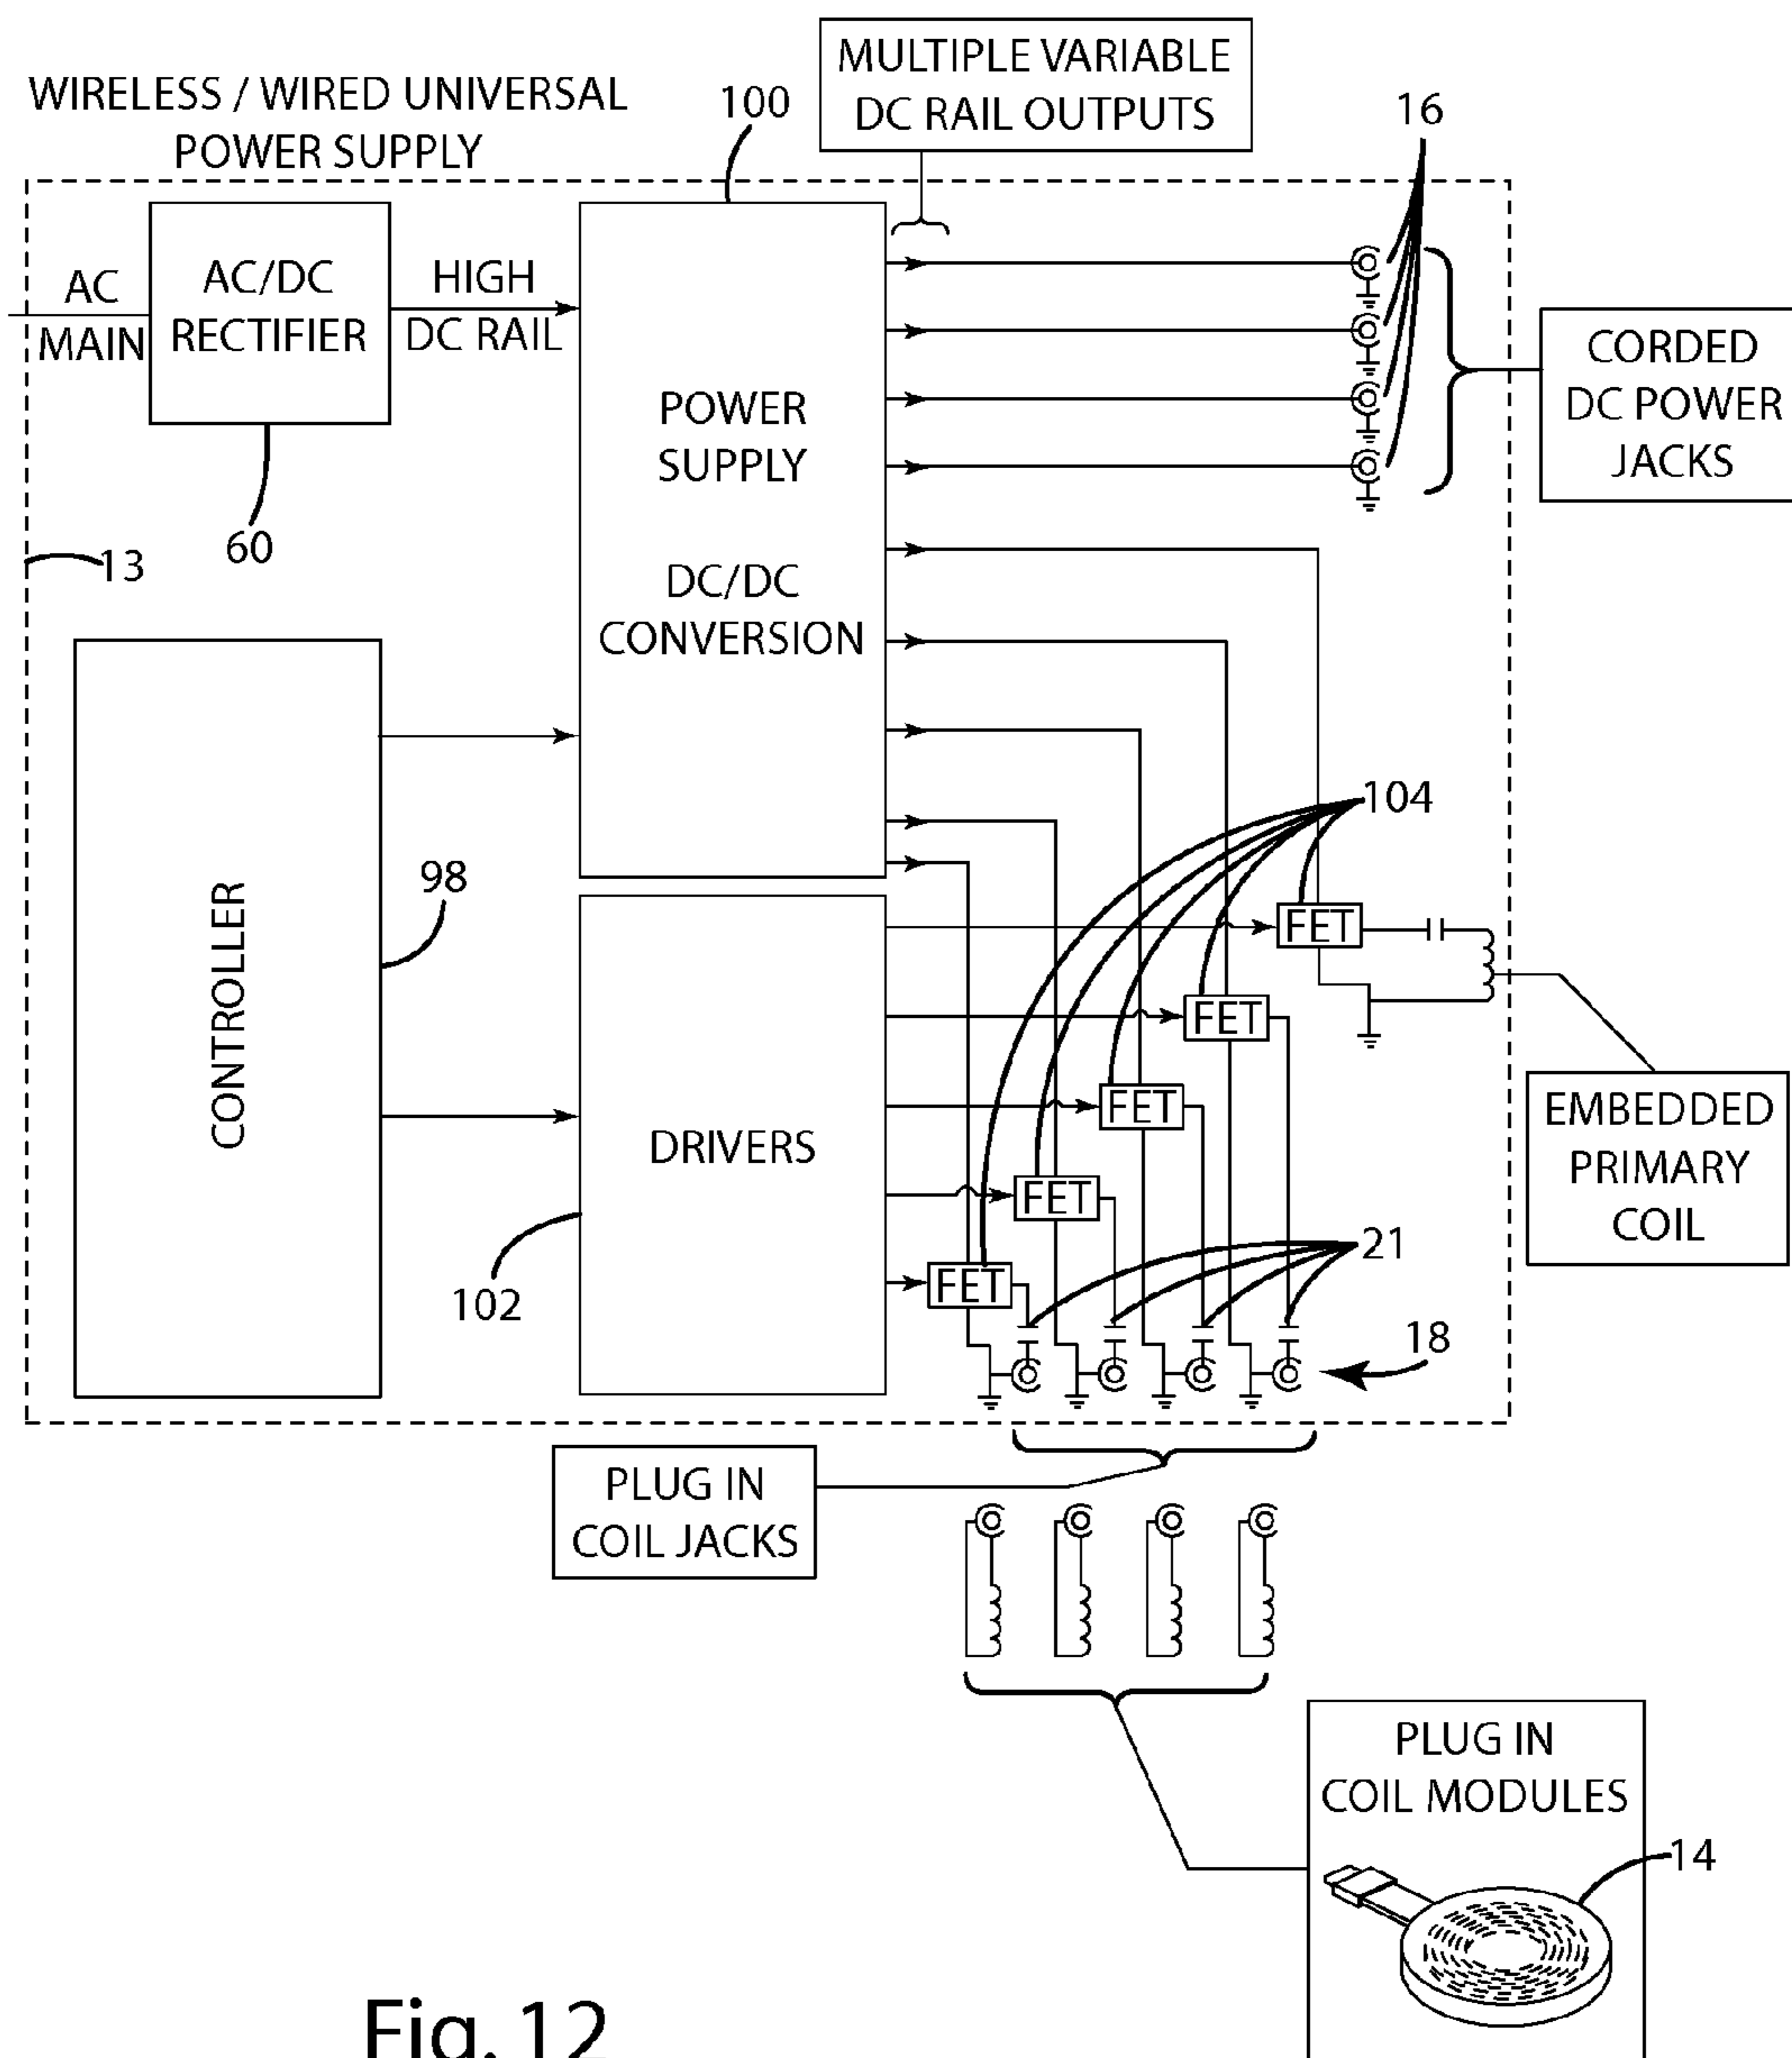 MULTIPLE VARIABLE
DC RAIL OUTPUTS
WIRELESS / WIRED UNIVERSAL
POWER SUPPLY
100
16
AC
MAIN
AC/DC
RECTIFIER
HIGH
DC RAIL
POWER
SUPPLY
DC/DC
CONVERSION
CORDED
DC POWER
JACKS
60
13
104
98
CONTROLLER
FET
FET
FET
FET
FET
EMBEDDED
PRIMARY
COIL
DRIVERS
102
21
18
PLUG IN
COIL JACKS
PLUG IN
COIL MODULES
14
Fig. 12